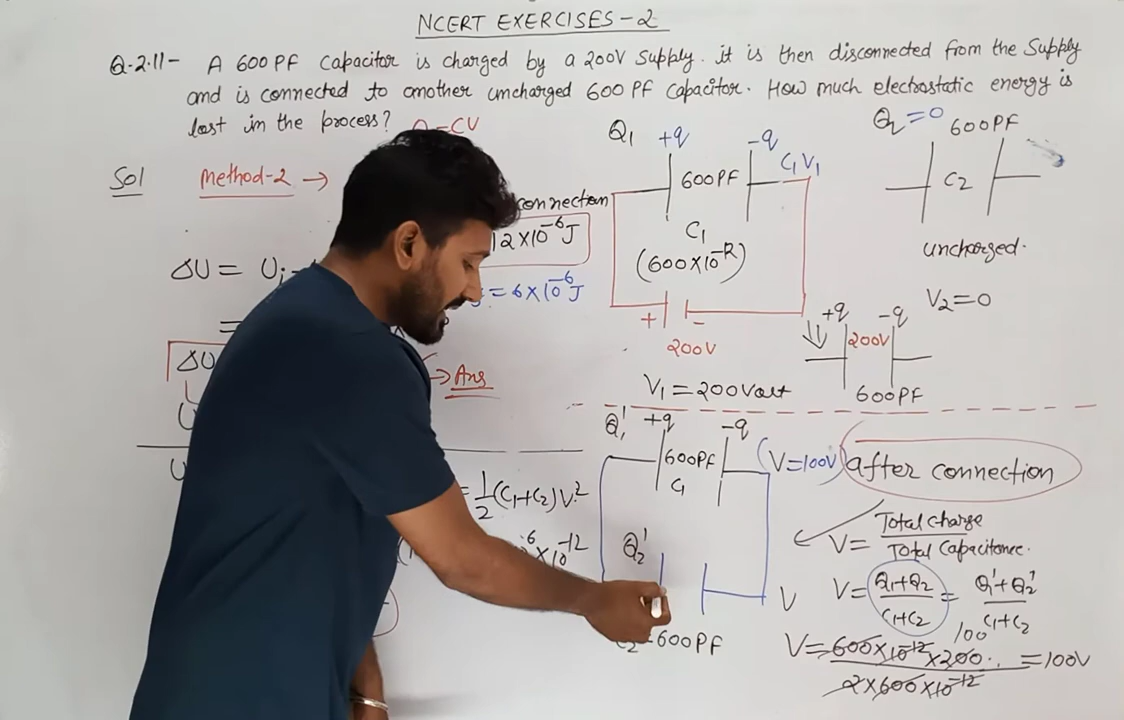 NCERT EXERCISES-2
Q.2.11- A 600 PF Capacitor is charged by a 200V Supply. it is then disconnected from the Supply
and is connected to another uncharged 600 PF Capacitor. How much electrostatic energy is
lost in the process?
=CV
Sol
Method-2 →
connection
12×10⁻⁶J
ΔU =
= 6×10⁻⁶J
=
ΔU
→ Ans
Q₁ +q -q C₁V₁
600PF
C₁
(600×10⁻¹²)
+ -
200V
V₁ = 200Volt
Q₂=0 600PF
C₂
uncharged.
V₂=0
+q -q
200V
600PF
Q₁' +q -q
600PF
C₁
(V=100V)
after connection
= 1/2 (C₁+C₂)V²
×10⁻¹²
Q₂'
V
=600PF
V= Total Charge / Total Capacitance.
V= Q₁+Q₂ / C₁+C₂ = Q₁'+Q₂' / C₁+C₂
100
V= 600×10⁻¹²×200 / 2×600×10⁻¹² = 100V